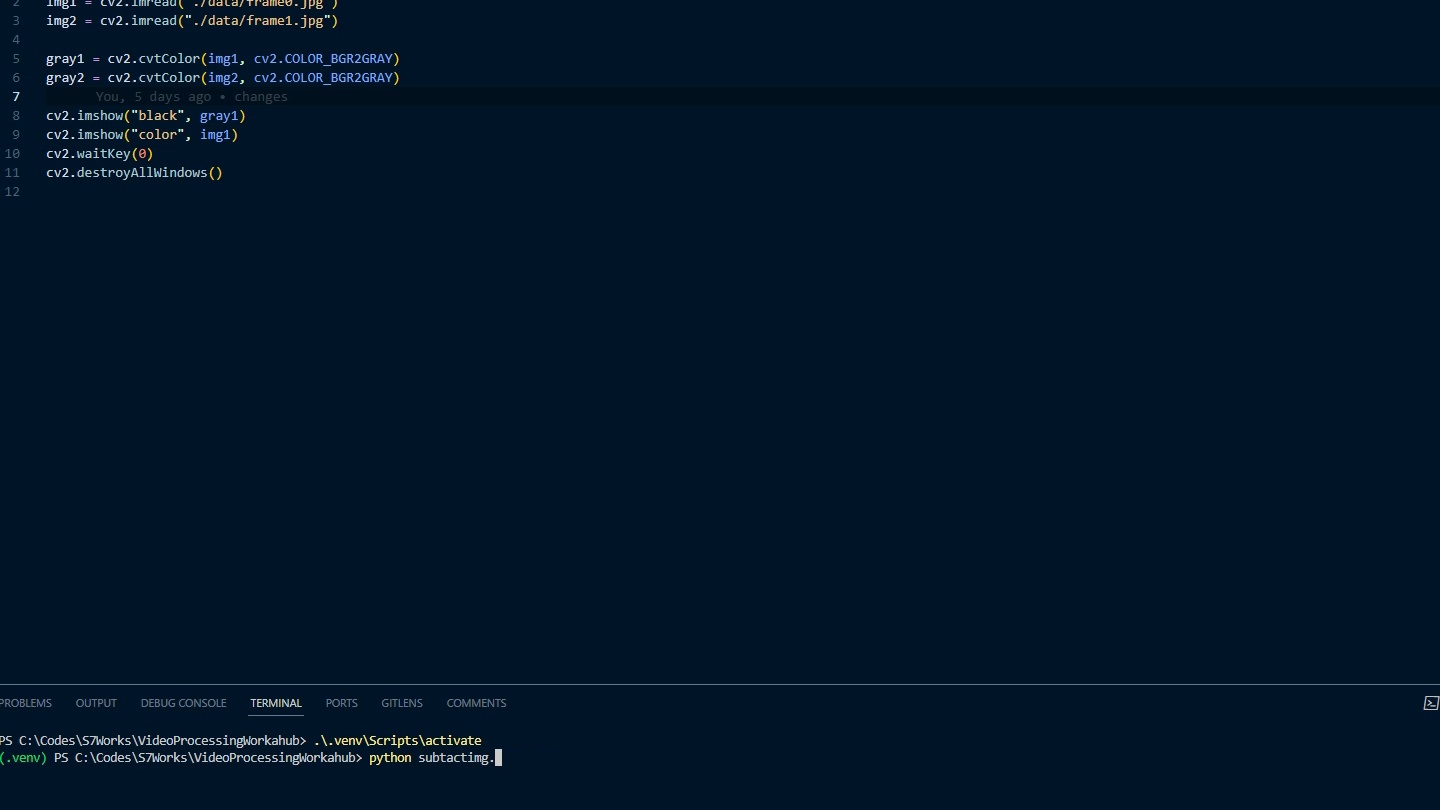 2 img1 = cv2.imread("./data/frame0.jpg")
3 img2 = cv2.imread("./data/frame1.jpg")
4
5 gray1 = cv2.cvtColor(img1, cv2.COLOR_BGR2GRAY)
6 gray2 = cv2.cvtColor(img2, cv2.COLOR_BGR2GRAY)
7 You, 5 days ago • changes
8 cv2.imshow("black", gray1)
9 cv2.imshow("color", img1)
10 cv2.waitKey(0)
11 cv2.destroyAllWindows()
12
PROBLEMS OUTPUT DEBUG CONSOLE TERMINAL PORTS GITLENS COMMENTS
PS C:\Codes\S7Works\VideoProcessingWorkahub> .\.venv\Scripts\activate
(.venv) PS C:\Codes\S7Works\VideoProcessingWorkahub> python subtactimg.